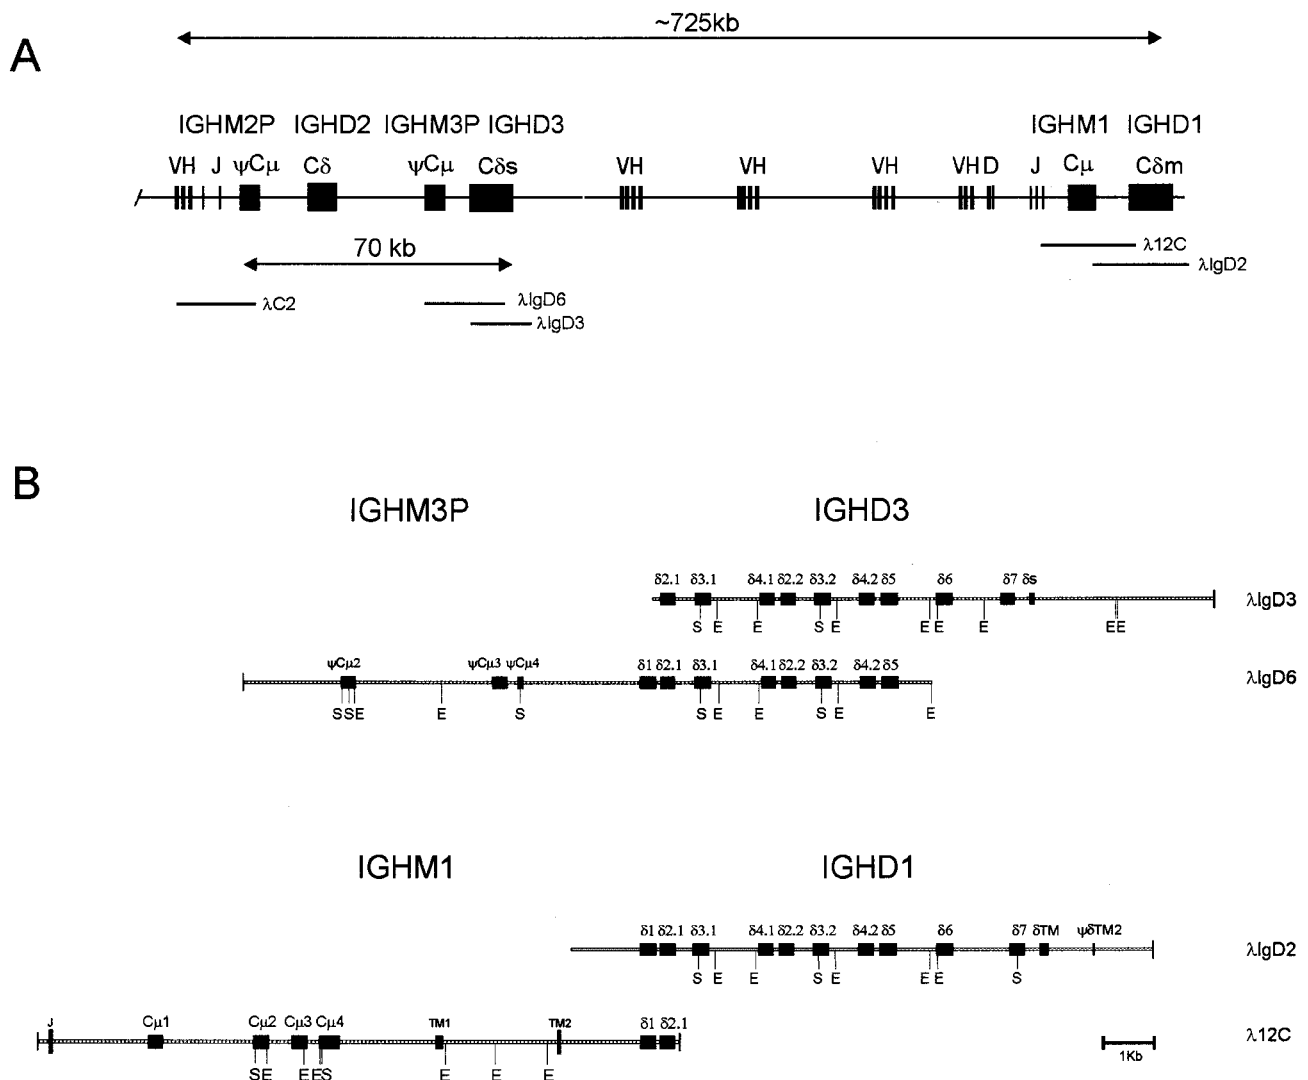 A
~725kb
IGHM2P IGHD2 IGHM3P IGHD3 IGHM1 IGHD1
VH J ψCμ Cδ ψCμ Cδs VH VH VH VH D J Cμ Cδm
70 kb
λ12C
λIgD2
λC2 λIgD6
λIgD3
B
IGHM3P IGHD3
δ2.1 δ3.1 δ4.1 δ2.2 δ3.2 δ4.2 δ5 δ6 δ7 δs
λIgD3
S E E S E E E E EE
ψCμ2 ψCμ3 ψCμ4 δ1 δ2.1 δ3.1 δ4.1 δ2.2 δ3.2 δ4.2 δ5
λIgD6
S S E E S S E E S E E
IGHM1 IGHD1
δ1 δ2.1 δ3.1 δ4.1 δ2.2 δ3.2 δ4.2 δ5 δ6 δ7 δTM ψδTM2
λIgD2
S E E S E E E S
J Cμ1 Cμ2 Cμ3 Cμ4 TM1 TM2 δ1 δ2.1
λ12C
S E E E S E E E
1Kb